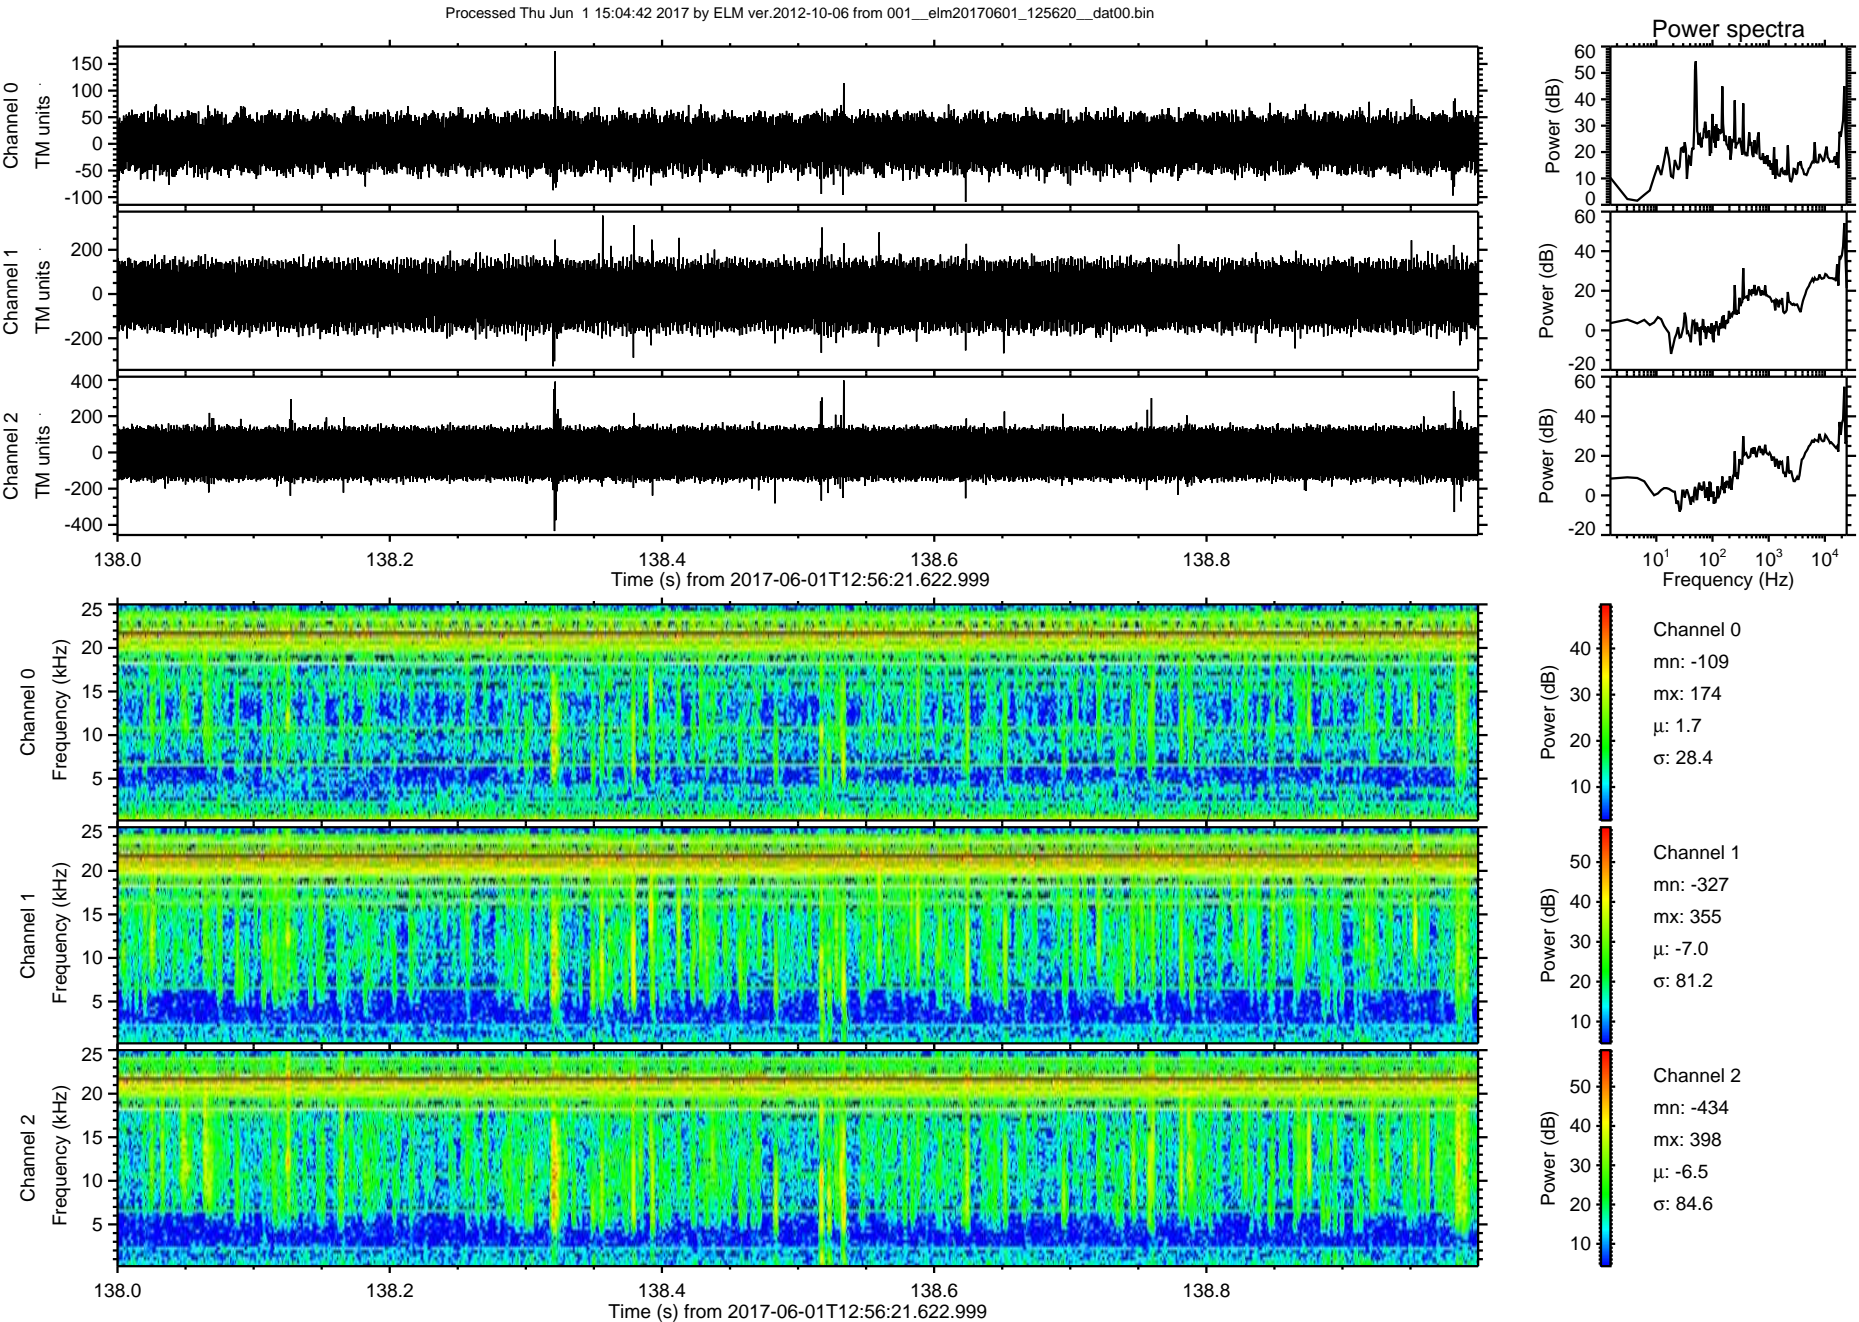 Processed Thu Jun  1 15:04:42 2017 by ELM ver.2012-10-06 from 001__elm20170601_125620__dat00.bin
Power spectra
Channel 0
TM units
150
100
50
0
-50
-100
Power (dB)
60
50
40
30
20
10
0
Channel 1
TM units
200
0
-200
Power (dB)
60
40
20
0
-20
Channel 2
TM units
400
200
0
-200
-400
Power (dB)
60
40
20
0
-20
138.0 138.2 138.4 138.6 138.8
Time (s) from 2017-06-01T12:56:21.622.999
10^1 10^2 10^3 10^4
Frequency (Hz)
Channel 0
Frequency (kHz)
25
20
15
10
5
Power (dB)
40
30
20
10
Channel 0
mn: -109
mx: 174
μ: 1.7
σ: 28.4
Channel 1
Frequency (kHz)
25
20
15
10
5
Power (dB)
50
40
30
20
10
Channel 1
mn: -327
mx: 355
μ: -7.0
σ: 81.2
Channel 2
Frequency (kHz)
25
20
15
10
5
Power (dB)
50
40
30
20
10
Channel 2
mn: -434
mx: 398
μ: -6.5
σ: 84.6
138.0 138.2 138.4 138.6 138.8
Time (s) from 2017-06-01T12:56:21.622.999